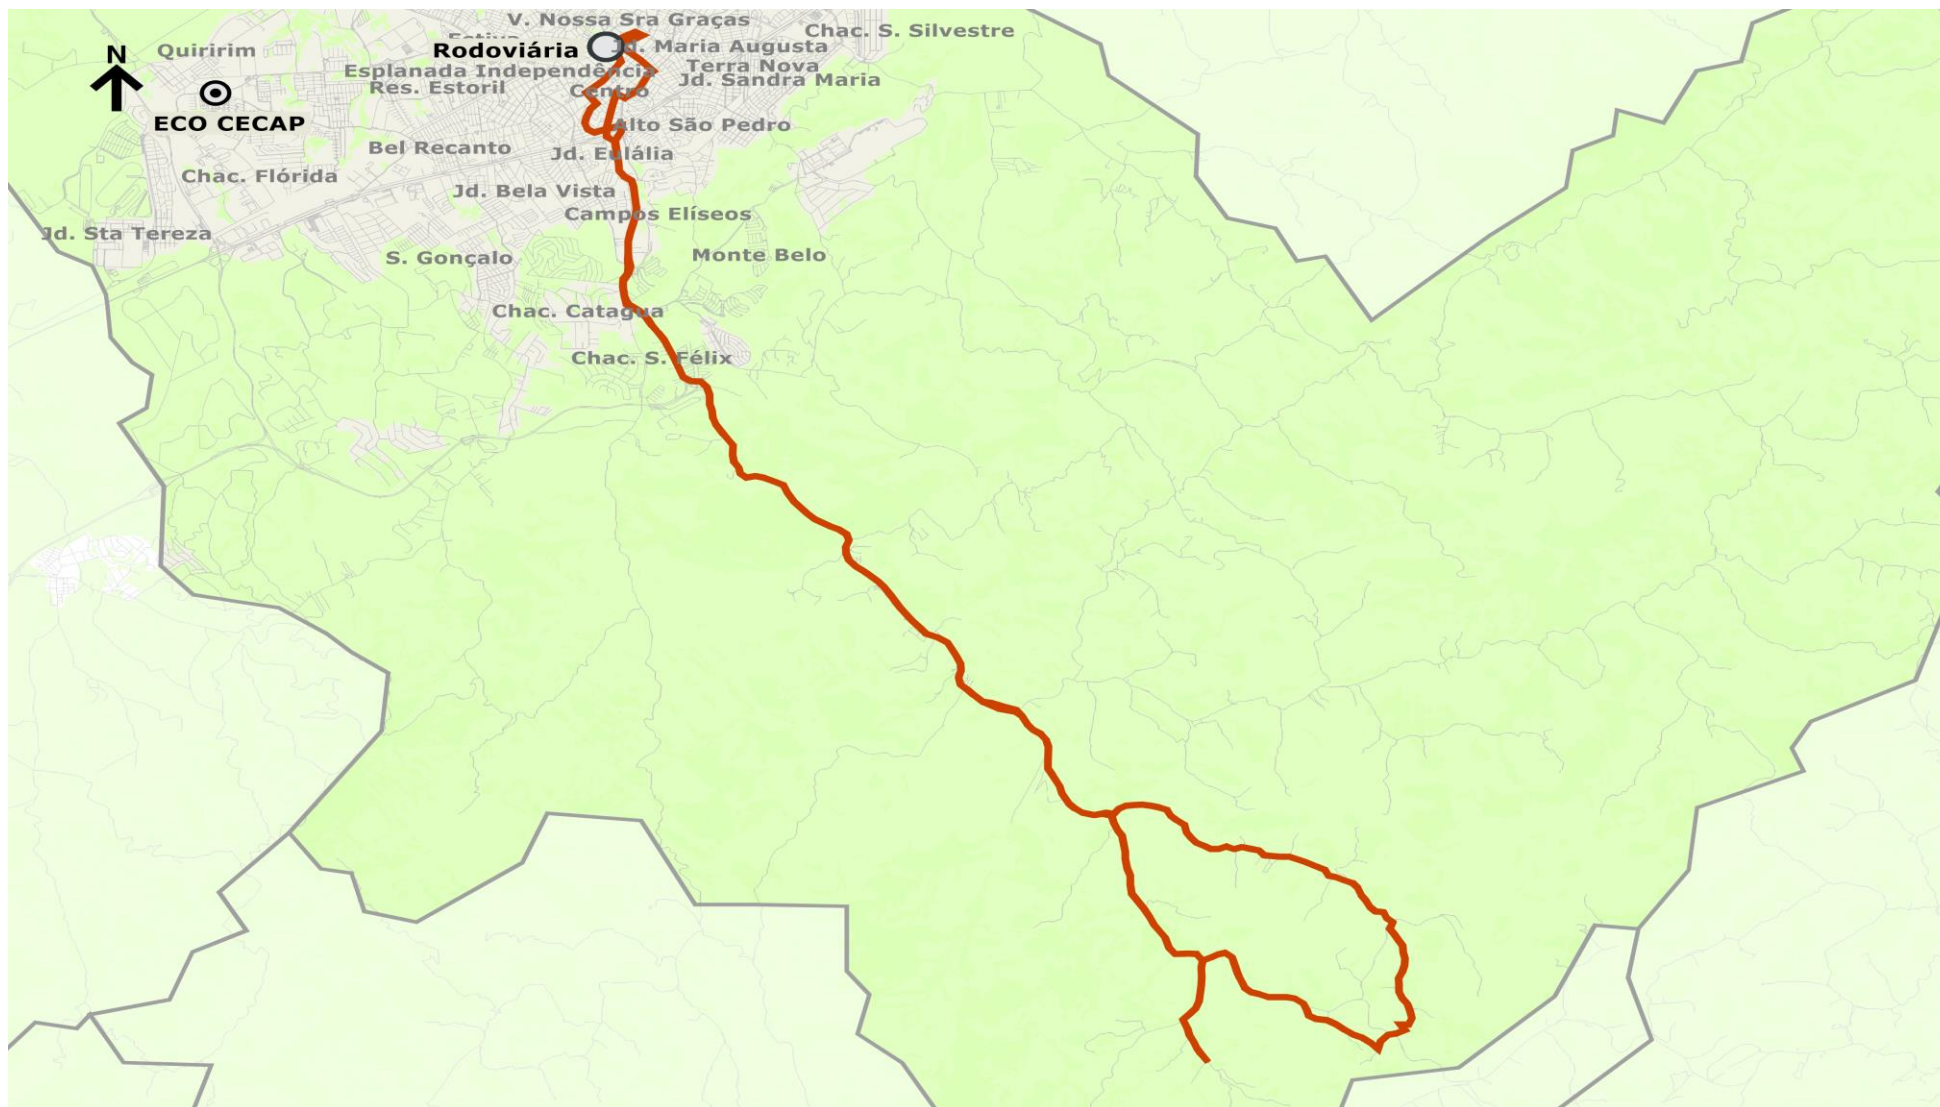 V. Nossa Sra Graças
Chac. S. Silvestre
Estiva
Rodoviária
Jd. Maria Augusta
N
Quiririm
Terra Nova
Esplanada Independência
Jd. Sandra Maria
Res. Estoril
Centro
ECO CECAP
Alto São Pedro
Bel Recanto
Jd. Eulália
Chac. Flórida
Jd. Bela Vista
Campos Elíseos
Jd. Sta Tereza
Monte Belo
S. Gonçalo
Chac. Catagua
Chac. S. Félix